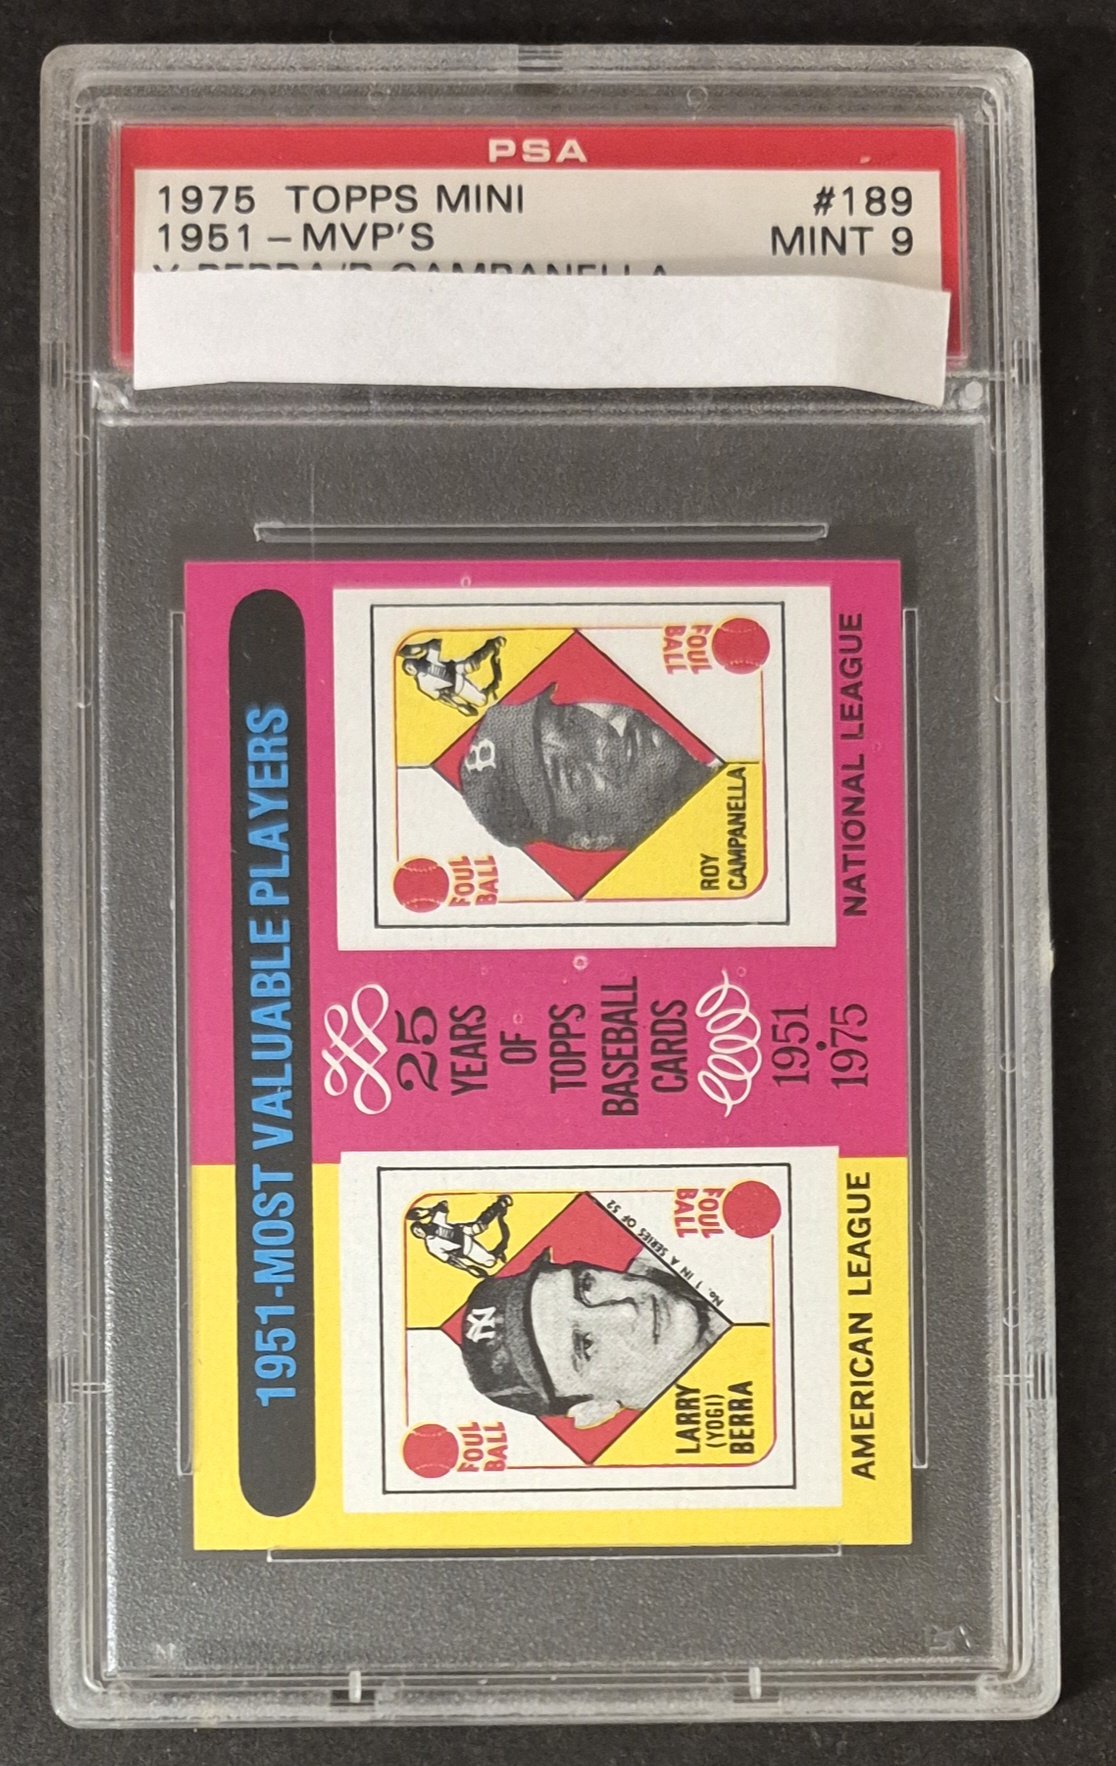 PSA
1975 TOPPS MINI #189
1951 – MVP'S MINT 9
Y BERRA/R CAMPANELLA
1951-MOST VALUABLE PLAYERS
FOUL
BALL
No. 1 IN A SERIES OF 52
FOUL
BALL
LARRY
(YOGI)
BERRA
AMERICAN LEAGUE
25
YEARS
OF
TOPPS
BASEBALL
CARDS
1951
•
1975
B
FOUL
BALL
FOUL
BALL
ROY
CAMPANELLA
NATIONAL LEAGUE